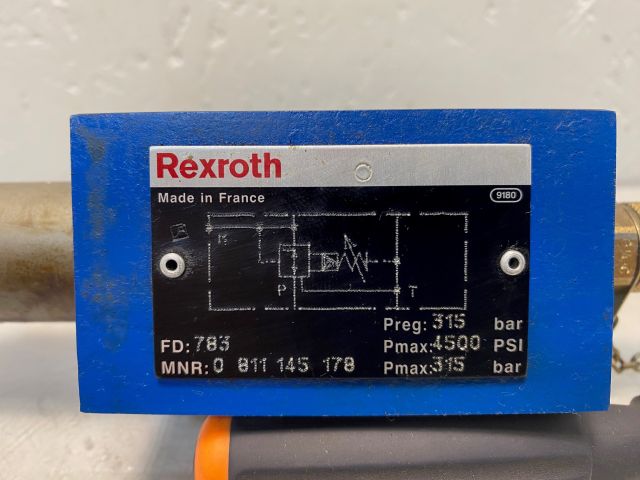 Rexroth
Made in France
9180
P
T
Preg: 315 bar
FD: 783
Pmax: 4500 PSI
MNR: 0 811 145 178
Pmax: 315 bar